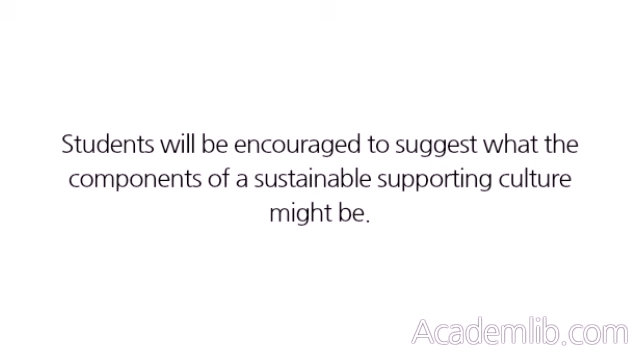 Students will be encouraged to suggest what the
components of a sustainable supporting culture
might be.
Academlib.com